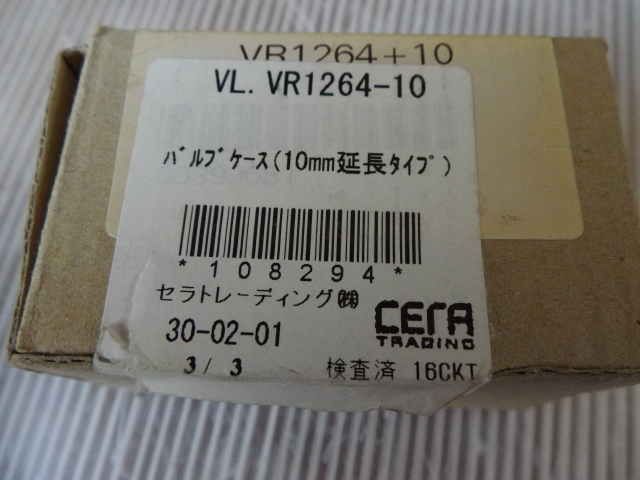 VR1264+10
VL. VR1264-10
バルブケース(10mm延長タイプ)
*108294*
セラトレーディング㈱
30-02-01
CERA
TRADING
3/ 3
検査済 16CKT